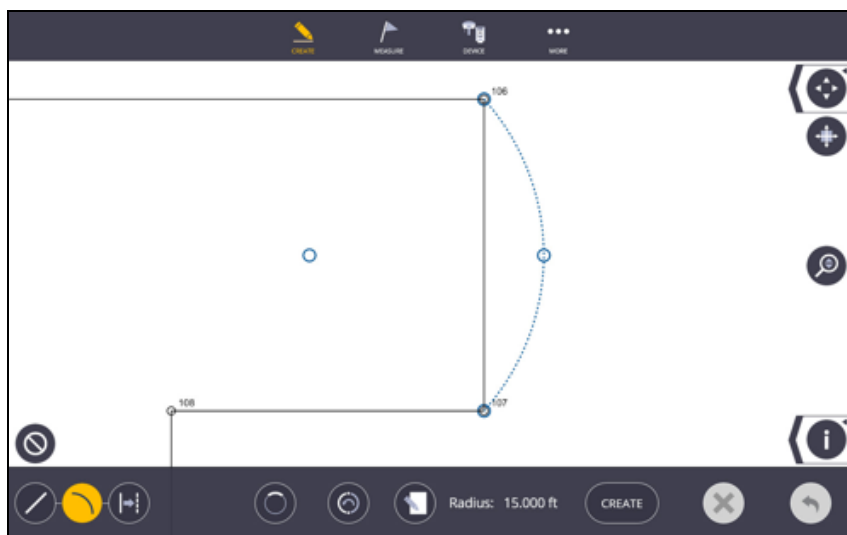 CREATE
MEASURE
DEVICE
MORE
106
108
107
Radius: 15.000 ft
CREATE